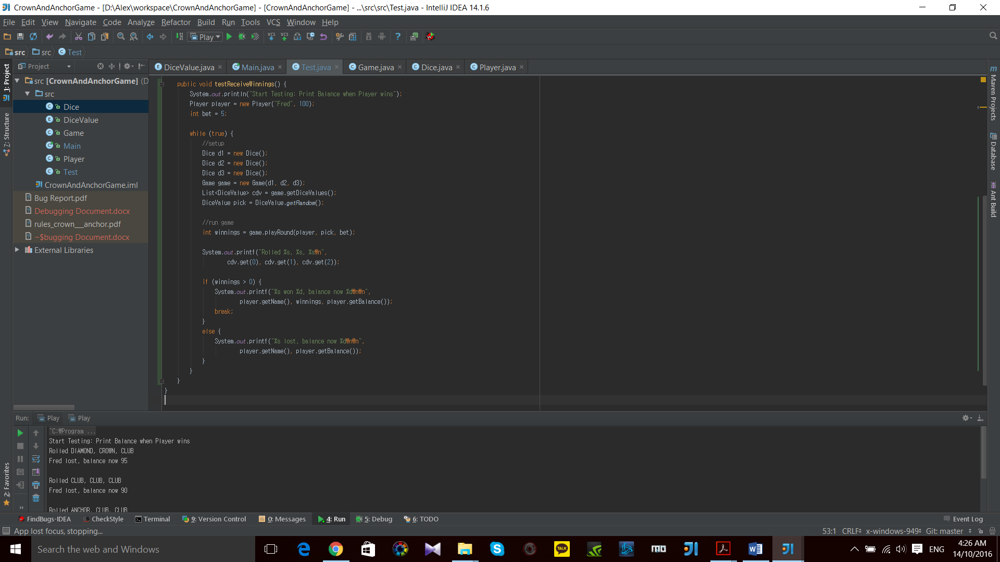 CrownAndAnchorGame - [D:\Alex\workspace\CrownAndAnchorGame] - [CrownAndAnchorGame] - ...\src\src\Test.java - IntelliJ IDEA 14.1.6
File Edit View Navigate Code Analyze Refactor Build Run Tools VCS Window Help
Play
src src Test
Project
DiceValue.java Main.java Test.java Game.java Dice.java Player.java
1: Project
7: Structure
2: Favorites
src [CrownAndAnchorGame] (D
src
Dice
DiceValue
Game
Main
Player
Test
CrownAndAnchorGame.iml
Bug Report.pdf
Debugging Document.docx
rules_crown___anchor.pdf
~$bugging Document.docx
External Libraries
public void testReceiveWinnings() {
System.out.println("Start Testing: Print Balance when Player wins");
Player player = new Player("Fred", 100);
int bet = 5;
while (true) {
//setup
Dice d1 = new Dice();
Dice d2 = new Dice();
Dice d3 = new Dice();
Game game = new Game(d1, d2, d3);
List<DiceValue> cdv = game.getDiceValues();
DiceValue pick = DiceValue.getRandom();
//run game
int winnings = game.playRound(player, pick, bet);
System.out.printf("Rolled %s, %s, %s₩n",
cdv.get(0), cdv.get(1), cdv.get(2));
if (winnings > 0) {
System.out.printf("%s won %d, balance now %d₩n₩n",
player.getName(), winnings, player.getBalance());
break;
}
else {
System.out.printf("%s lost, balance now %d₩n₩n",
player.getName(), player.getBalance());
}
}
}
}
m Maven Projects
Database
Ant Build
Run: Play Play
"C:₩Program ...
Start Testing: Print Balance when Player wins
Rolled DIAMOND, CROWN, CLUB
Fred lost, balance now 95
Rolled CLUB, CLUB, CLUB
Fred lost, balance now 90
Rolled ANCHOR, CLUB, CLUB
FindBugs-IDEA CheckStyle Terminal 9: Version Control 0: Messages 4: Run 5: Debug 6: TODO Event Log
App lost focus, stopping... 53:1 CRLF x-windows-949 Git: master
Search the web and Windows
TALK
ENG
4:26 AM
14/10/2016